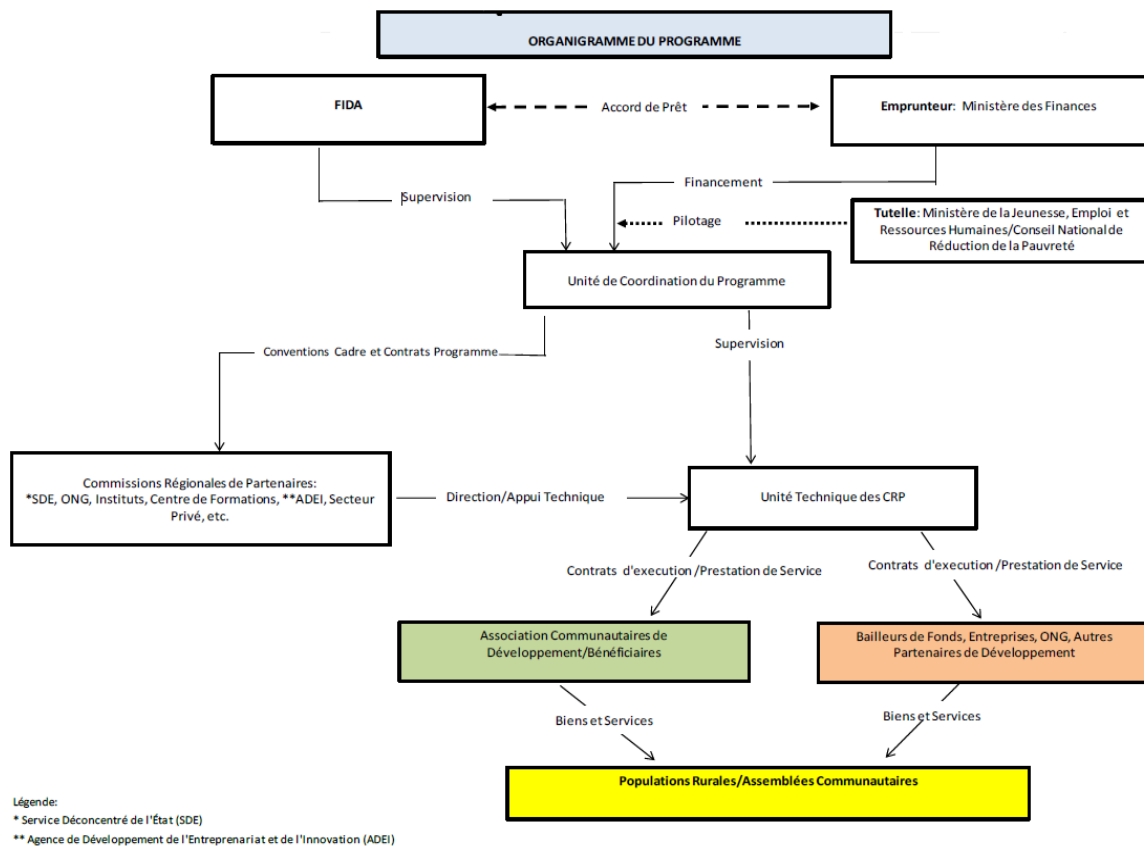 ORGANIGRAMME DU PROGRAMME
FIDA
Accord de Prêt
Emprunteur: Ministère des Finances
Supervision
Financement
Pilotage
Tutelle: Ministère de la Jeunesse, Emploi et
Ressources Humaines/Conseil National de
Réduction de la Pauvreté
Unité de Coordination du Programme
Conventions Cadre et Contrats Programme
Supervision
Commissions Régionales de Partenaires:
*SDE, ONG, Instituts, Centre de Formations, **ADEI, Secteur
Privé, etc.
Direction/Appui Technique
Unité Technique des CRP
Contrats d'execution /Prestation de Service
Contrats d'execution /Prestation de Service
Association Communautaires de
Développement/Bénéficiaires
Bailleurs de Fonds, Entreprises, ONG, Autres
Partenaires de Développement
Biens et Services
Biens et Services
Populations Rurales/Assemblées Communautaires
Légende:
* Service Déconcentré de l'État (SDE)
** Agence de Développement de l'Entreprenariat et de l'Innovation (ADEI)